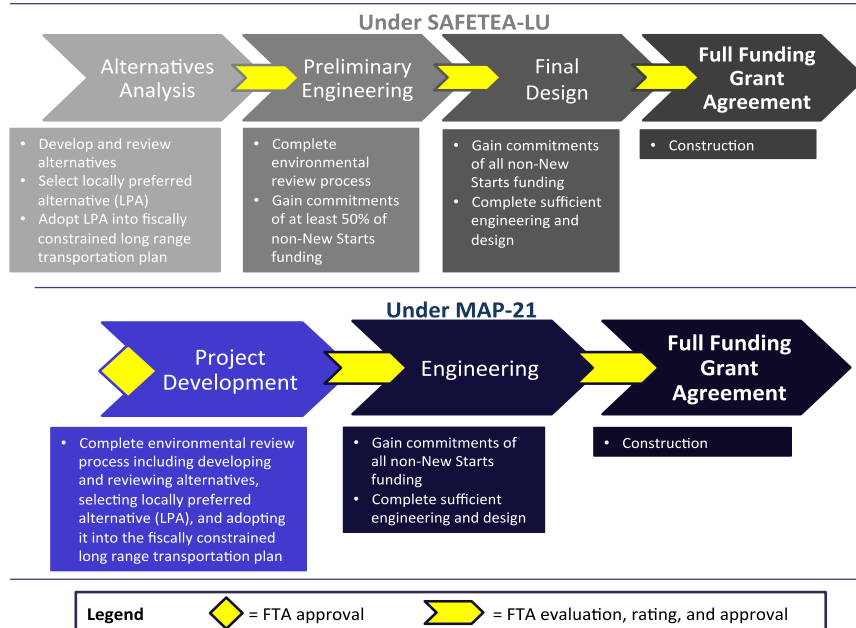 Under SAFETEA-LU
Alternatives
Analysis
Preliminary
Engineering
Final
Design
Full Funding
Grant
Agreement
• Develop and review
alternatives
• Select locally preferred
alternative (LPA)
• Adopt LPA into fiscally
constrained long range
transportation plan
• Complete
environmental
review process
• Gain commitments
of at least 50% of
non-New Starts
funding
• Gain commitments
of all non-New
Starts funding
• Complete sufficient
engineering and
design
• Construction
Under MAP-21
Project
Development
Engineering
Full Funding
Grant
Agreement
• Complete environmental review
process including developing
and reviewing alternatives,
selecting locally preferred
alternative (LPA), and adopting
it into the fiscally constrained
long range transportation plan
• Gain commitments of
all non-New Starts
funding
• Complete sufficient
engineering and design
• Construction
Legend
= FTA approval
= FTA evaluation, rating, and approval